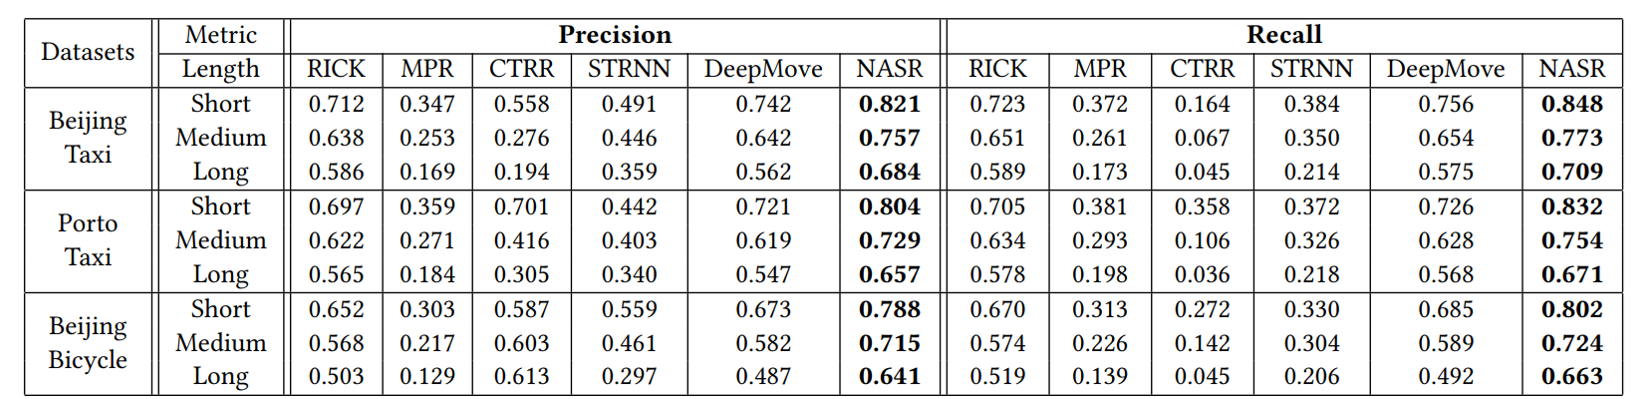 Datasets Metric Precision Recall
Length RICK MPR CTRR STRNN DeepMove NASR RICK MPR CTRR STRNN DeepMove NASR
Beijing Taxi Short 0.712 0.347 0.558 0.491 0.742 0.821 0.723 0.372 0.164 0.384 0.756 0.848
Medium 0.638 0.253 0.276 0.446 0.642 0.757 0.651 0.261 0.067 0.350 0.654 0.773
Long 0.586 0.169 0.194 0.359 0.562 0.684 0.589 0.173 0.045 0.214 0.575 0.709
Porto Taxi Short 0.697 0.359 0.701 0.442 0.721 0.804 0.705 0.381 0.358 0.372 0.726 0.832
Medium 0.622 0.271 0.416 0.403 0.619 0.729 0.634 0.293 0.106 0.326 0.628 0.754
Long 0.565 0.184 0.305 0.340 0.547 0.657 0.578 0.198 0.036 0.218 0.568 0.671
Beijing Bicycle Short 0.652 0.303 0.587 0.559 0.673 0.788 0.670 0.313 0.272 0.330 0.685 0.802
Medium 0.568 0.217 0.603 0.461 0.582 0.715 0.574 0.226 0.142 0.304 0.589 0.724
Long 0.503 0.129 0.613 0.297 0.487 0.641 0.519 0.139 0.045 0.206 0.492 0.663